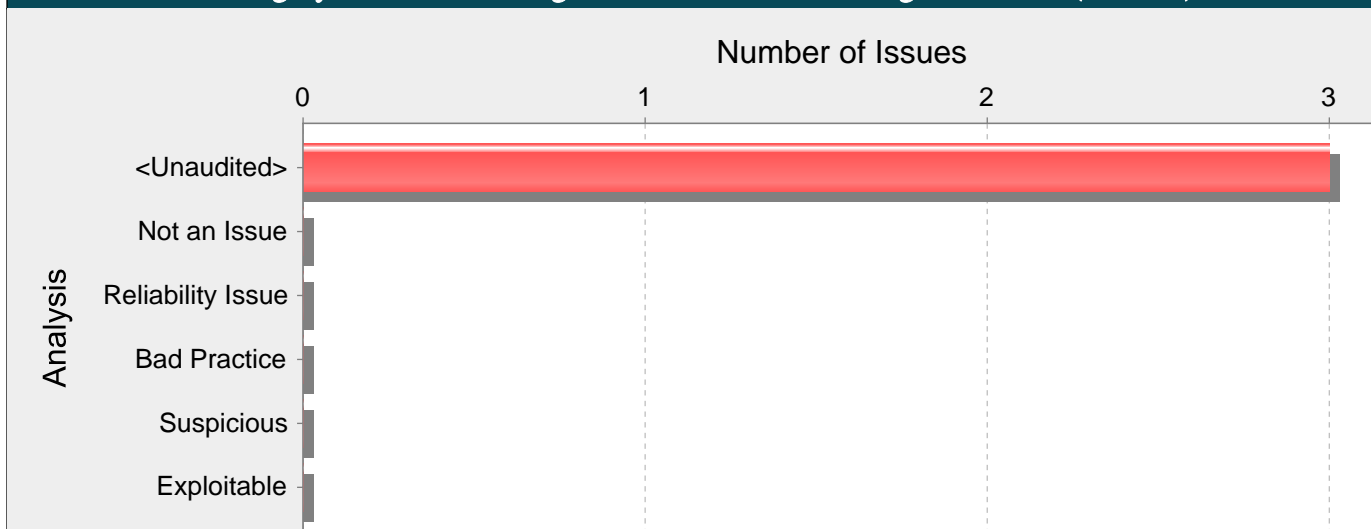 Number of Issues
0 1 2 3
<Unaudited>
Not an Issue
Reliability Issue
Bad Practice
Suspicious
Exploitable
Analysis